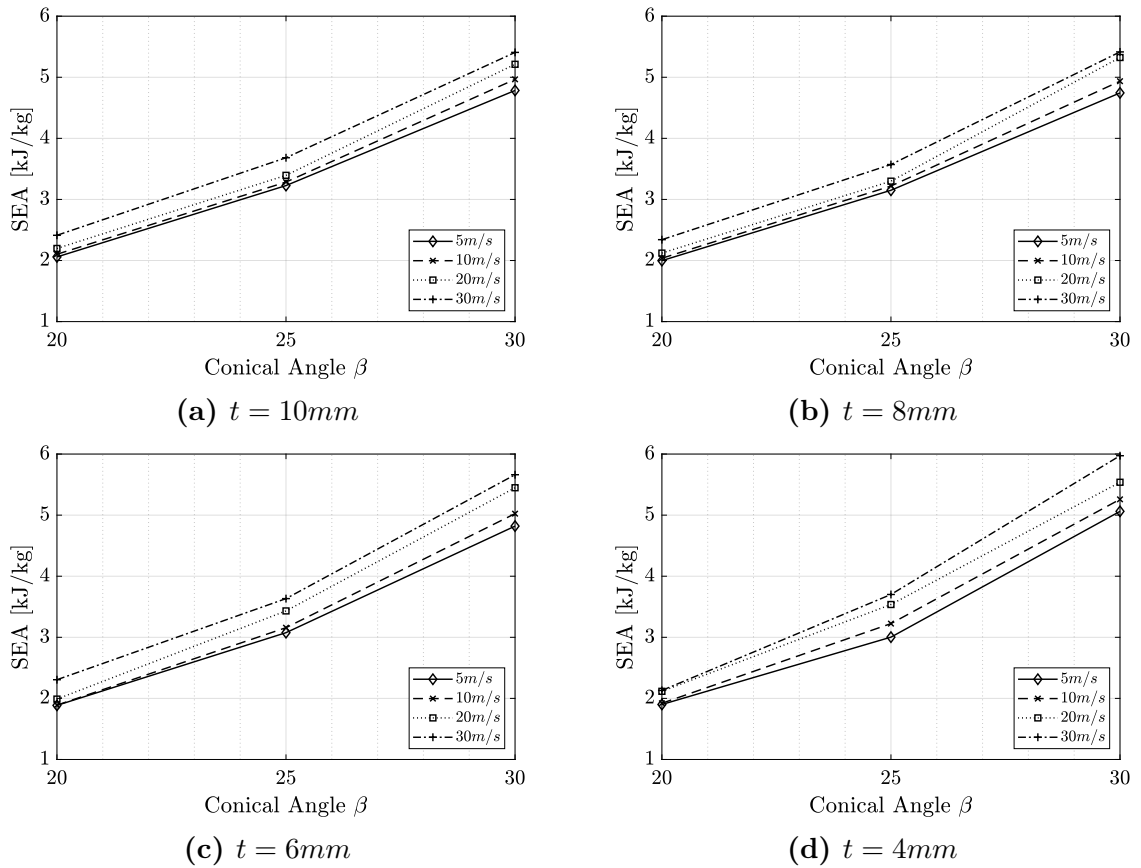 6
5
4
3
2
1
SEA [kJ/kg]
5m/s
10m/s
20m/s
30m/s
20
25
30
Conical Angle β
(a) t = 10mm
6
5
4
3
2
1
SEA [kJ/kg]
5m/s
10m/s
20m/s
30m/s
20
25
30
Conical Angle β
(b) t = 8mm
6
5
4
3
2
1
SEA [kJ/kg]
5m/s
10m/s
20m/s
30m/s
20
25
30
Conical Angle β
(c) t = 6mm
6
5
4
3
2
1
SEA [kJ/kg]
5m/s
10m/s
20m/s
30m/s
20
25
30
Conical Angle β
(d) t = 4mm